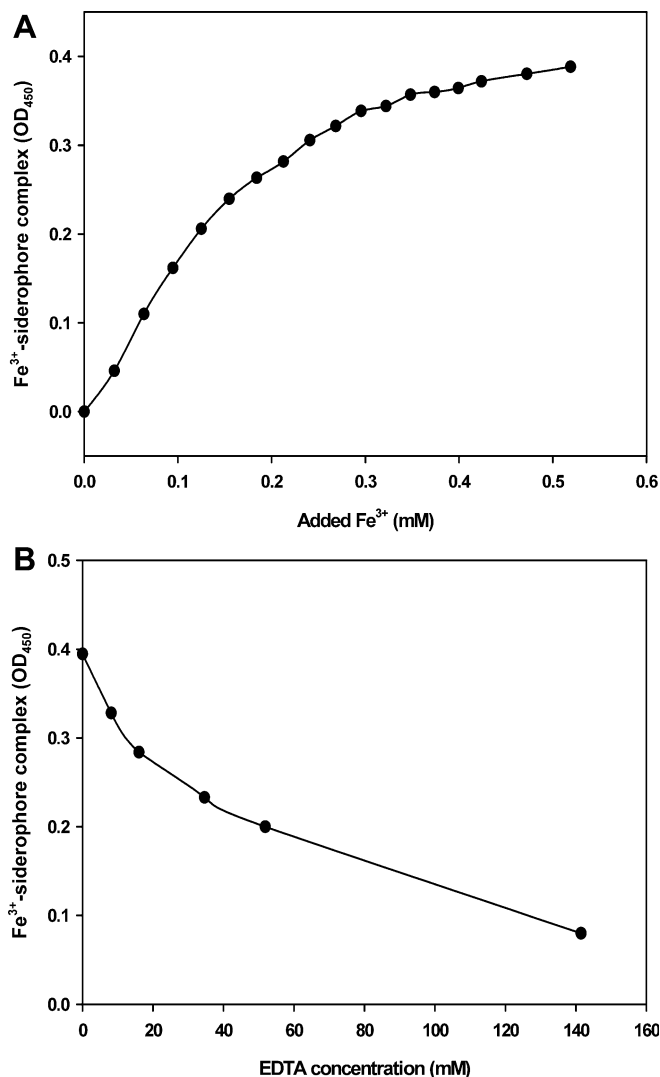 A
Fe³⁺-siderophore complex (OD₄₅₀)
0.4
0.3
0.2
0.1
0.0
0.0 0.1 0.2 0.3 0.4 0.5 0.6
Added Fe³⁺ (mM)
B
Fe³⁺-siderophore complex (OD₄₅₀)
0.5
0.4
0.3
0.2
0.1
0.0
0 20 40 60 80 100 120 140 160
EDTA concentration (mM)